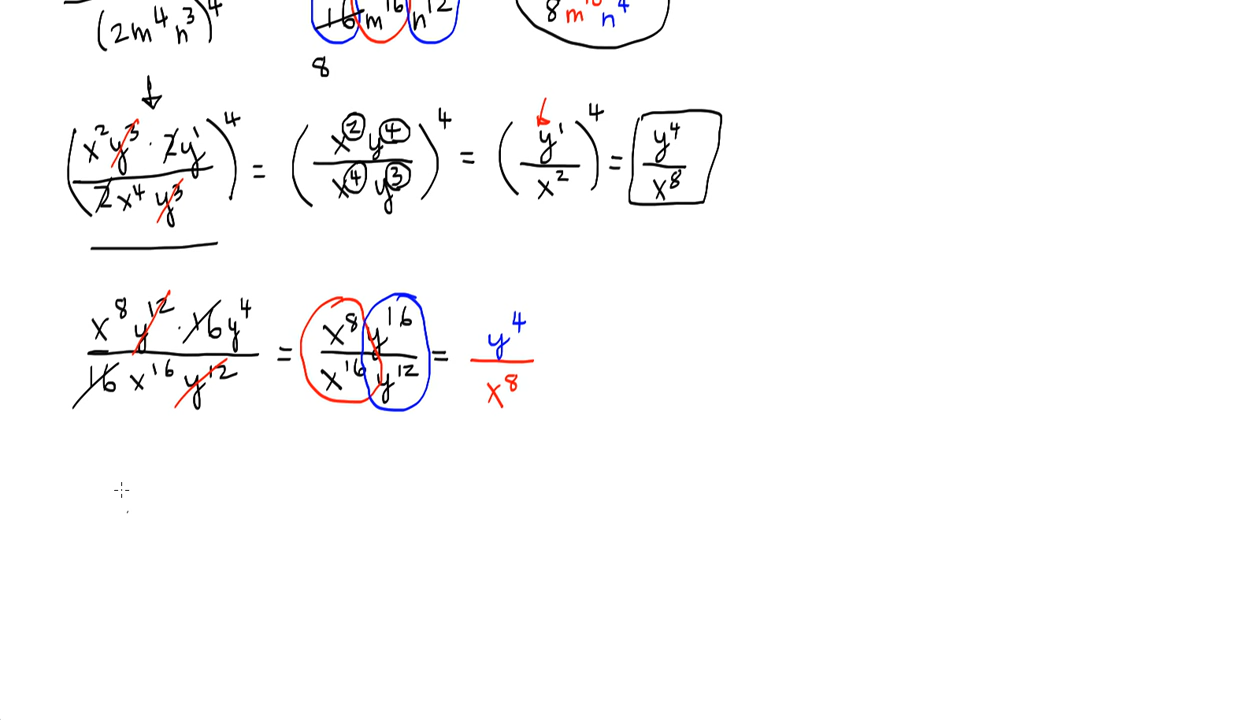 (2m⁴n³)⁴ 16m¹⁶n¹² 8m n⁴
8
(x²y³ · 2y¹ / 2x⁴y³)⁴ = (x²y⁴ / x⁴y³)⁴ = (y¹ / x²)⁴ = y⁴ / x⁸
x⁸y¹² · 16y⁴ / 16x¹⁶y¹² = x⁸y¹⁶ / x¹⁶y¹² = y⁴ / x⁸